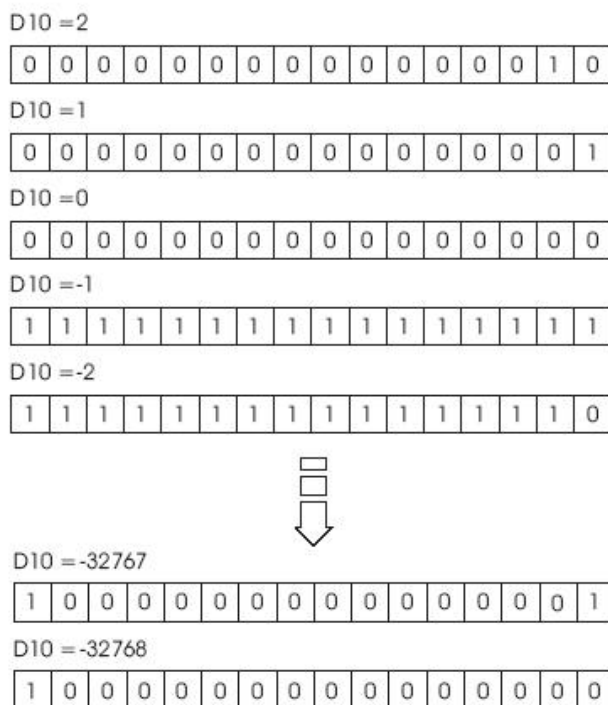 D10 =2
0 0 0 0 0 0 0 0 0 0 0 0 0 0 1 0
D10 =1
0 0 0 0 0 0 0 0 0 0 0 0 0 0 0 1
D10 =0
0 0 0 0 0 0 0 0 0 0 0 0 0 0 0 0
D10 =-1
1 1 1 1 1 1 1 1 1 1 1 1 1 1 1 1
D10 =-2
1 1 1 1 1 1 1 1 1 1 1 1 1 1 1 0
D10 =-32767
1 0 0 0 0 0 0 0 0 0 0 0 0 0 0 1
D10 =-32768
1 0 0 0 0 0 0 0 0 0 0 0 0 0 0 0